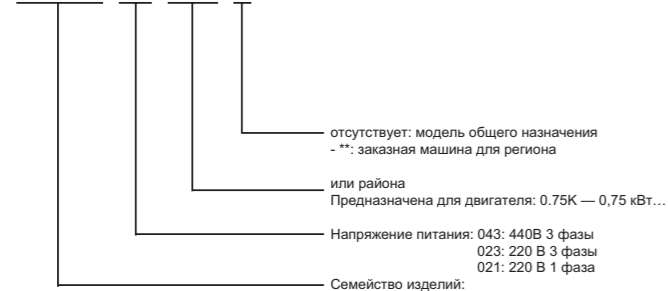 отсутствует: модель общего назначения
- **: заказная машина для региона
или района
Предназначена для двигателя: 0.75K — 0,75 кВт…
Напряжение питания: 043: 440В 3 фазы
023: 220 В 3 фазы
021: 220 В 1 фаза
Семейство изделий: